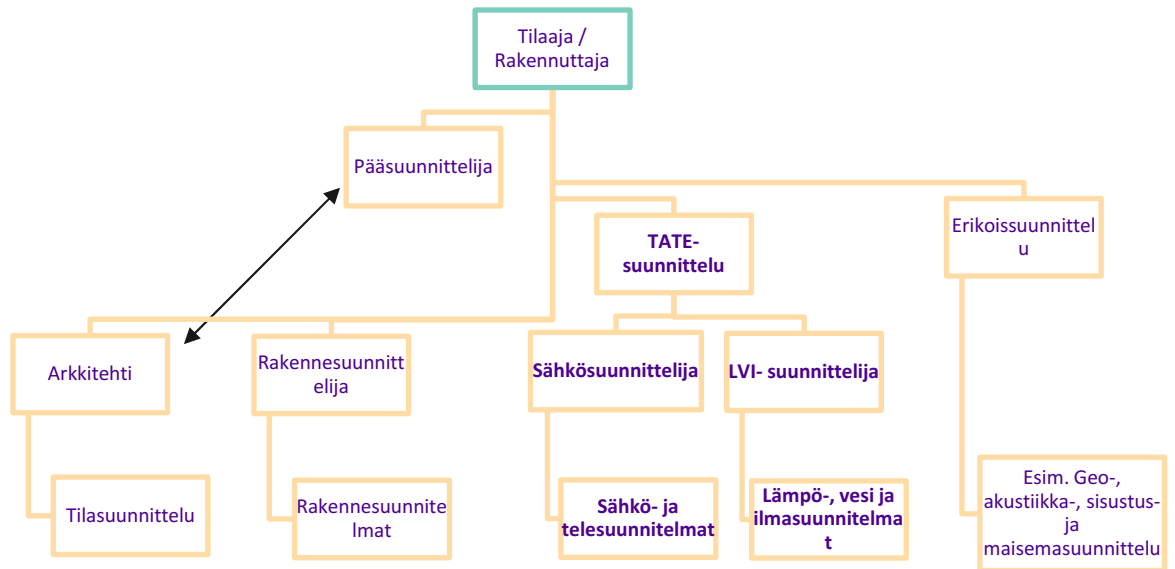 Tilaaja /
Rakennuttaja
Pääsuunnittelija
TATE-
suunnittelu
Erikoissuunnittel
u
Arkkitehti
Rakennesuunnitt
elija
Sähkösuunnittelija
LVI- suunnittelija
Tilasuunnittelu
Rakennesuunnite
lmat
Sähkö- ja
telesuunnitelmat
Lämpö-, vesi ja
ilmasuunnitelma
t
Esim. Geo-,
akustiikka-, sisustus-
ja
maisemasuunnittelu